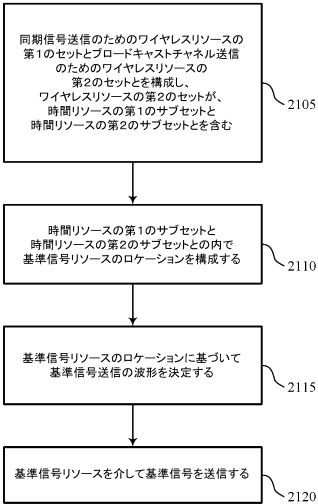 同期信号送信のためのワイヤレスリソースの
第1のセットとブロードキャストチャネル送信
のためのワイヤレスリソースの
第2のセットとを構成し、
ワイヤレスリソースの第2のセットが、
時間リソースの第1のサブセットと
時間リソースの第2のサブセットとを含む
2105
時間リソースの第1のサブセットと
時間リソースの第2のサブセットとの内で
基準信号リソースのロケーションを構成する
2110
基準信号リソースのロケーションに基づいて
基準信号送信の波形を決定する
2115
基準信号リソースを介して基準信号を送信する
2120